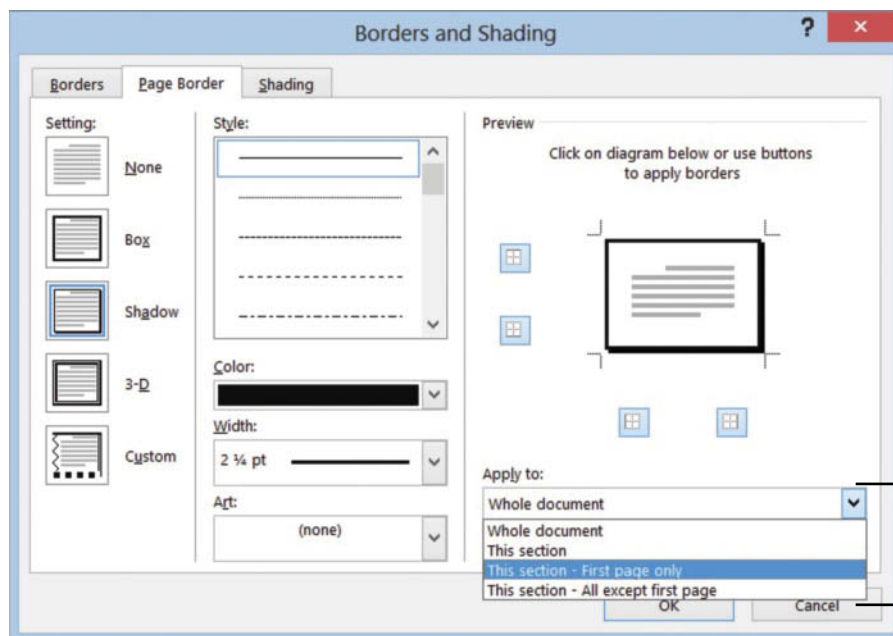 Borders and Shading
?
×
Borders
Page Border
Shading
Setting:
None
Box
Shadow
3-D
Custom
Style:
Color:
Width:
2 ¼ pt
Art:
(none)
Preview
Click on diagram below or use buttons
to apply borders
Apply to:
Whole document
Whole document
This section
This section - First page only
This section - All except first page
OK
Cancel